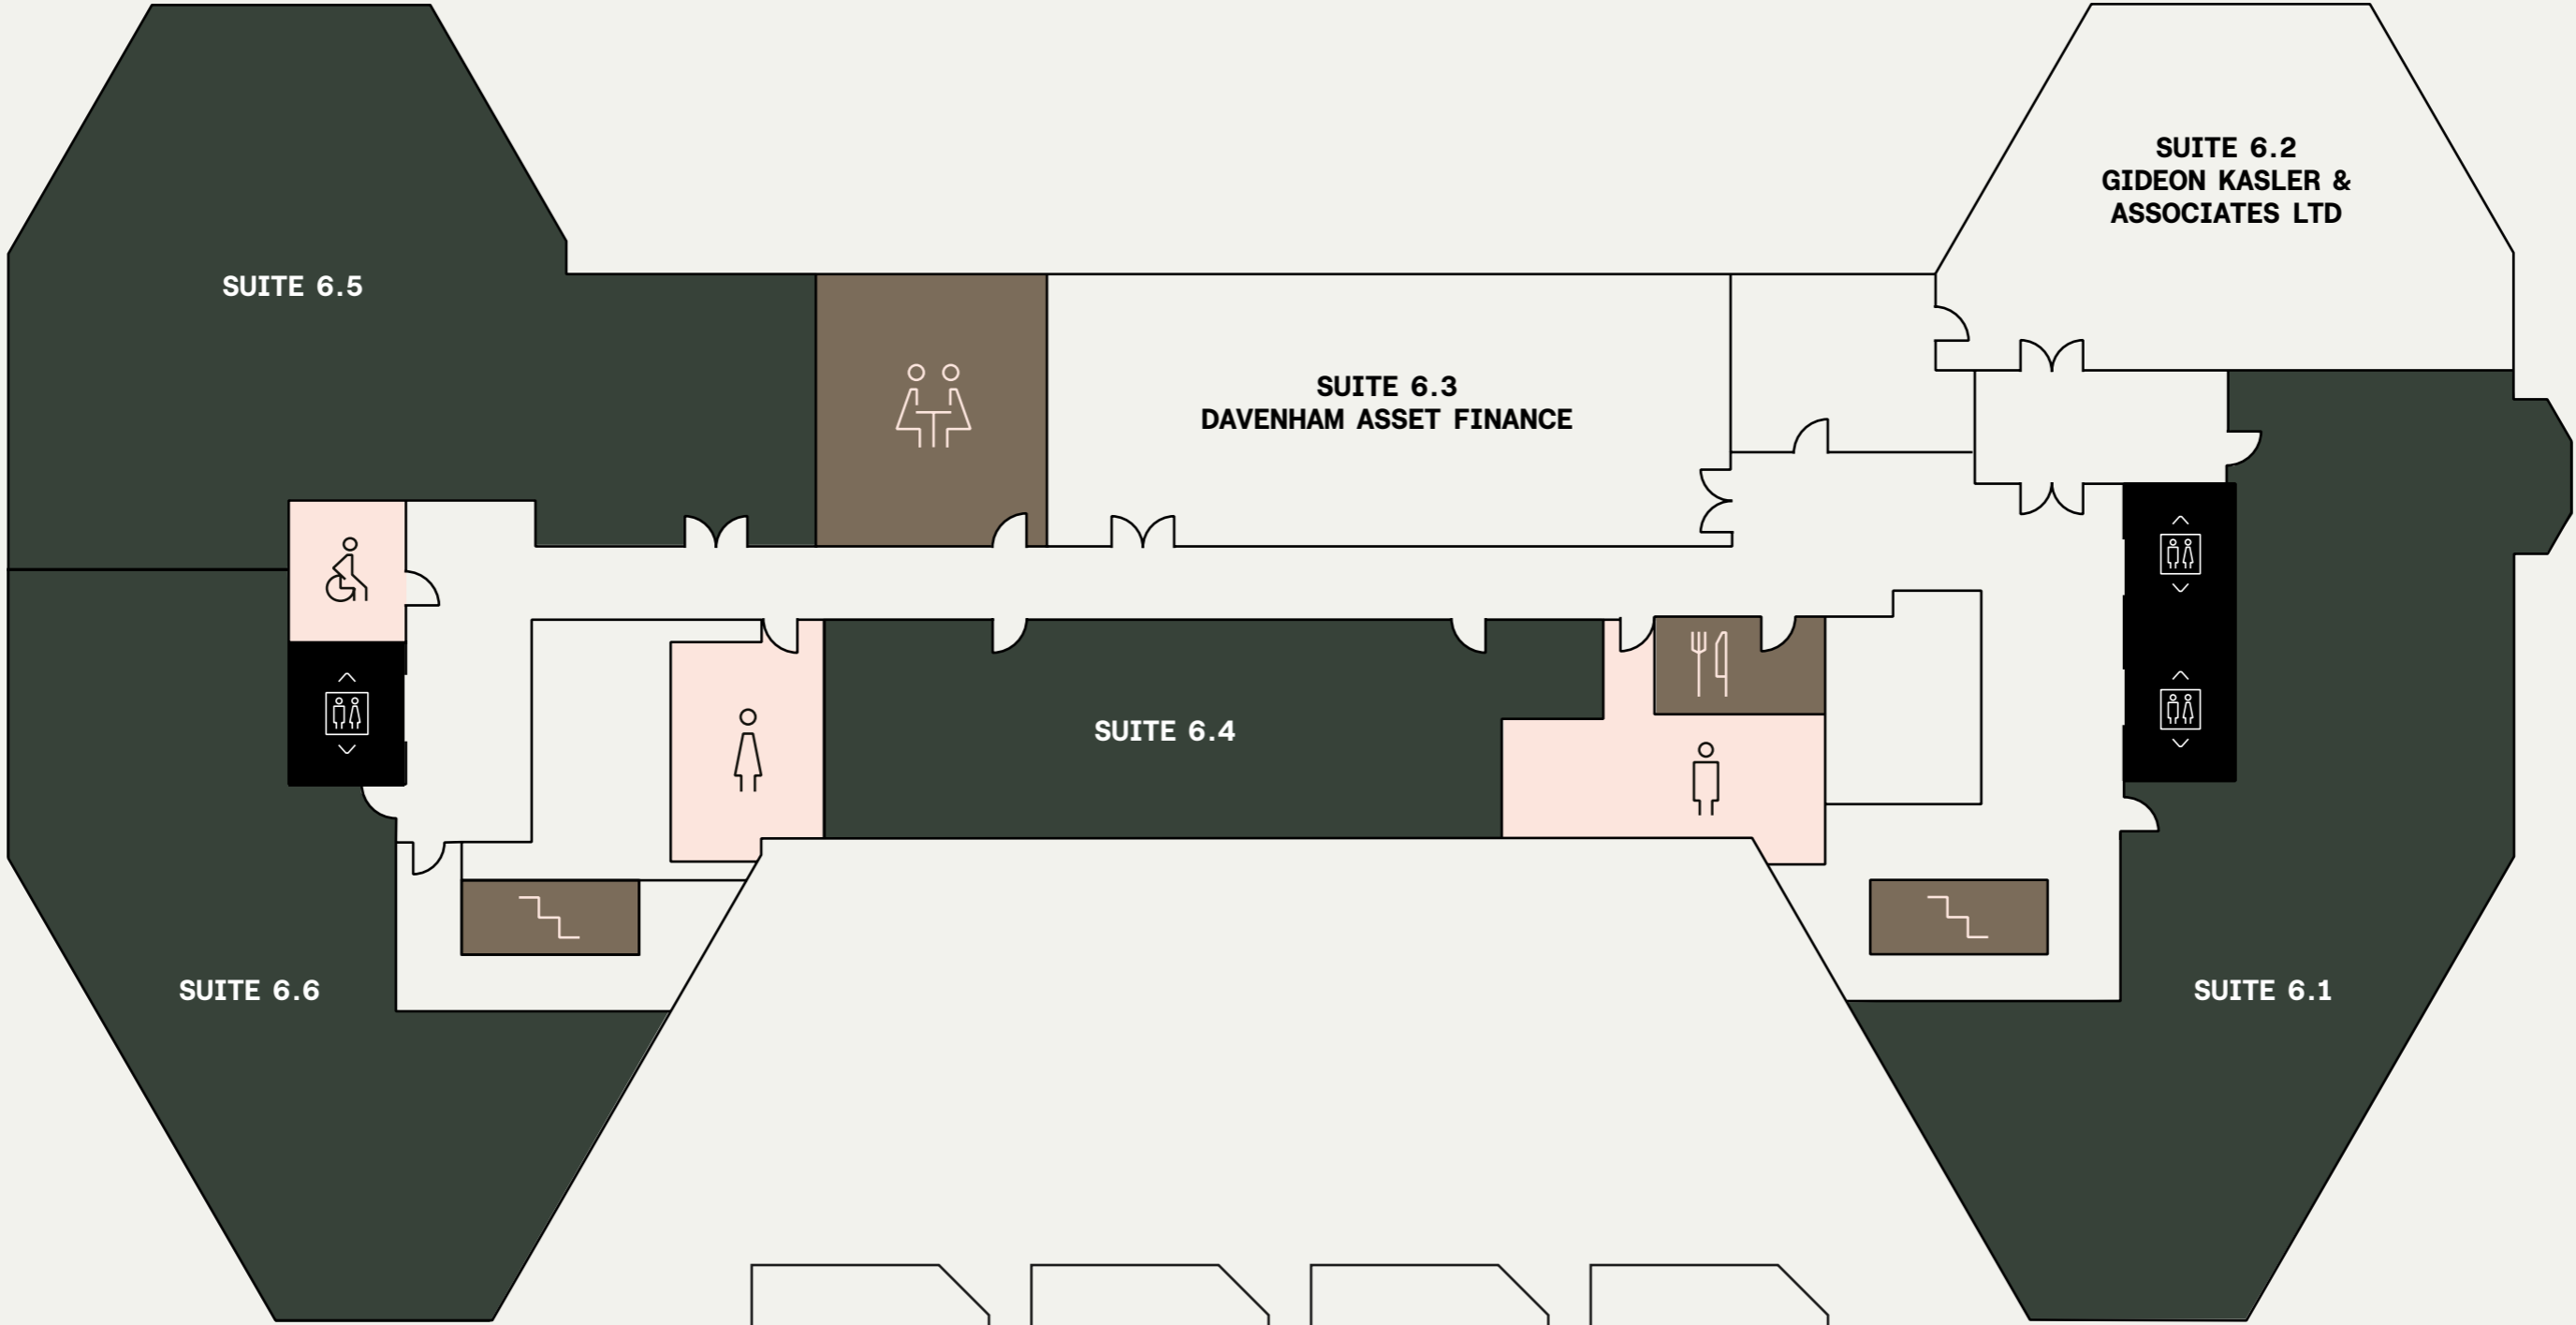 SUITE 6.2
GIDEON KASLER &
ASSOCIATES LTD
SUITE 6.5
SUITE 6.3
DAVENHAM ASSET FINANCE
SUITE 6.4
SUITE 6.6
SUITE 6.1